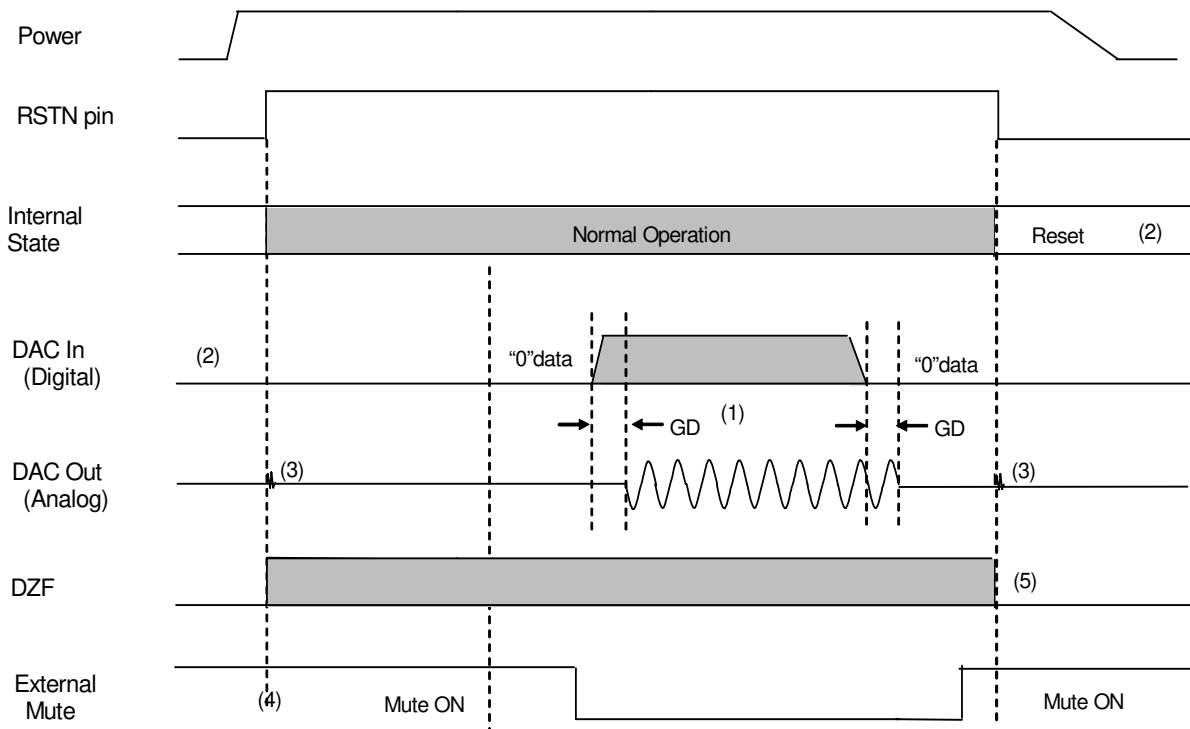 Power
RSTN pin
Internal
State
Normal Operation
Reset
(2)
DAC In
(Digital)
(2)
“0”data
“0”data
(1)
GD
GD
DAC Out
(Analog)
(3)
(3)
DZF
(5)
External
Mute
(4)
Mute ON
Mute ON